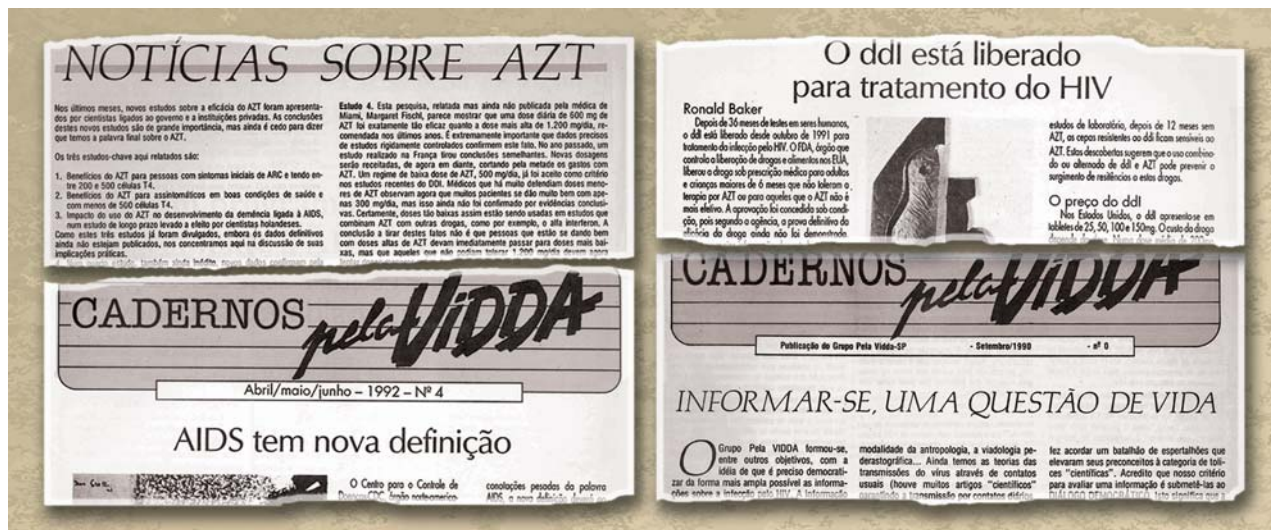 NOTÍCIAS SOBRE AZT
Nos últimos meses, novos estudos sobre a eficácia do AZT foram apresenta-
dos por cientistas ligados ao governo e a instituições privadas. As conclusões
destes novos estudos são de grande importância, mas ainda é cedo para dizer
que temos a palavra final sobre o AZT.
Os três estudos-chave aqui relatados são:
1. Benefícios do AZT para pessoas com sintomas iniciais de ARC e tendo en-
tre 200 e 500 células T4.
2. Benefícios do AZT para assintomáticos em boas condições de saúde e
com menos de 500 células T4.
3. Impacto do uso do AZT no desenvolvimento da demência ligada à AIDS,
num estudo de longo prazo levado a efeito por cientistas holandeses.
Como estes três estudos já foram divulgados, embora os dados definitivos
ainda não estejam publicados, nos concentramos aqui na discussão de suas
implicações práticas.
Estudo 4. Esta pesquisa, relatada mas ainda não publicada pela médica de
Miami, Margaret Fischl, parece mostrar que uma dose diária de 600 mg de
AZT foi exatamente tão eficaz quanto a dose mais alta de 1.200 mg/dia, re-
comendada nos últimos anos. É extremamente importante que dados precisos
de estudos rigidamente controlados confirmem este fato. No ano passado, um
estudo realizado na França tirou conclusões semelhantes. Novas dosagens
serão receitadas, de agora em diante, cortando pela metade os gastos com
AZT. Um regime de baixa dose de AZT, 500 mg/dia, já foi aceito como critério
nos estudos recentes do DDI. Médicos que há muito defendiam doses meno-
res de AZT observam agora que muitos pacientes se dão muito bem com ape-
nas 300 mg/dia, mas isso ainda não foi confirmado por evidências conclusi-
vas. Certamente, doses tão baixas assim estão sendo usadas em estudos que
combinam AZT com outras drogas, como por exemplo, o alfa interferon. A
conclusão a tirar destes fatos não é que pessoas que estão se dando bem
com doses altas de AZT devam imediatamente passar para doses mais bai-
xas, mas que aqueles que não podiam tolerar 1.200 mg/dia devem agora
O ddI está liberado
para tratamento do HIV
Ronald Baker
Depois de 36 meses de testes em seres humanos,
o ddI está liberado desde outubro de 1991 para
tratamento da infecção pelo HIV. O FDA, órgão que
controla a liberação de drogas e alimentos nos EUA,
liberou a droga sob prescrição médica para adultos
e crianças maiores de 6 meses que não toleram a
terapia por AZT ou para aqueles que o AZT não é
mais efetivo. A aprovação foi concedida sob condi-
ção, pois segundo a agência, a prova definitiva da
eficácia da droga ainda não foi demonstrada
estudos de laboratório, depois de 12 meses sem
AZT, as cepas resistentes ao ddI ficam sensíveis ao
AZT. Estas descobertas sugerem que o uso combina-
do ou alternado de ddI e AZT pode prevenir o
surgimento de resitências a estas drogas.
O preço do ddI
Nos Estados Unidos, o ddI apresenta-se em
tabletes de 25, 50, 100 e 150mg. O custo da droga
CADERNOS pela VIDDA
Abril/maio/junho – 1992 – Nº 4
AIDS tem nova definição
O Centro para o Controle de
conotações pesadas da palavra
CADERNOS pela VIDDA
Publicação do Grupo Pela Vidda-SP - Setembro/1990 - nº 0
INFORMAR-SE, UMA QUESTÃO DE VIDA
O Grupo Pela VIDDA formou-se,
entre outros objetivos, com a
idéia de que é preciso democrati-
zar da forma mais ampla possível as informa-
ções sobre a infecção pelo HIV. A informação
modalidade da antropologia, a viadologia pe-
derastográfica... Ainda temos as teorias das
transmissões do vírus através de contatos
usuais (houve muitos artigos "científicos"
garantindo a transmissão por contatos diários
fez acordar um batalhão de espertalhões que
elevaram seus preconceitos à categoria de toli-
ces "científicas". Acredito que nosso critério
para avaliar uma informação é submetê-las ao
DIÁLOGO DEMOCRÁTICO. Isto significa que a